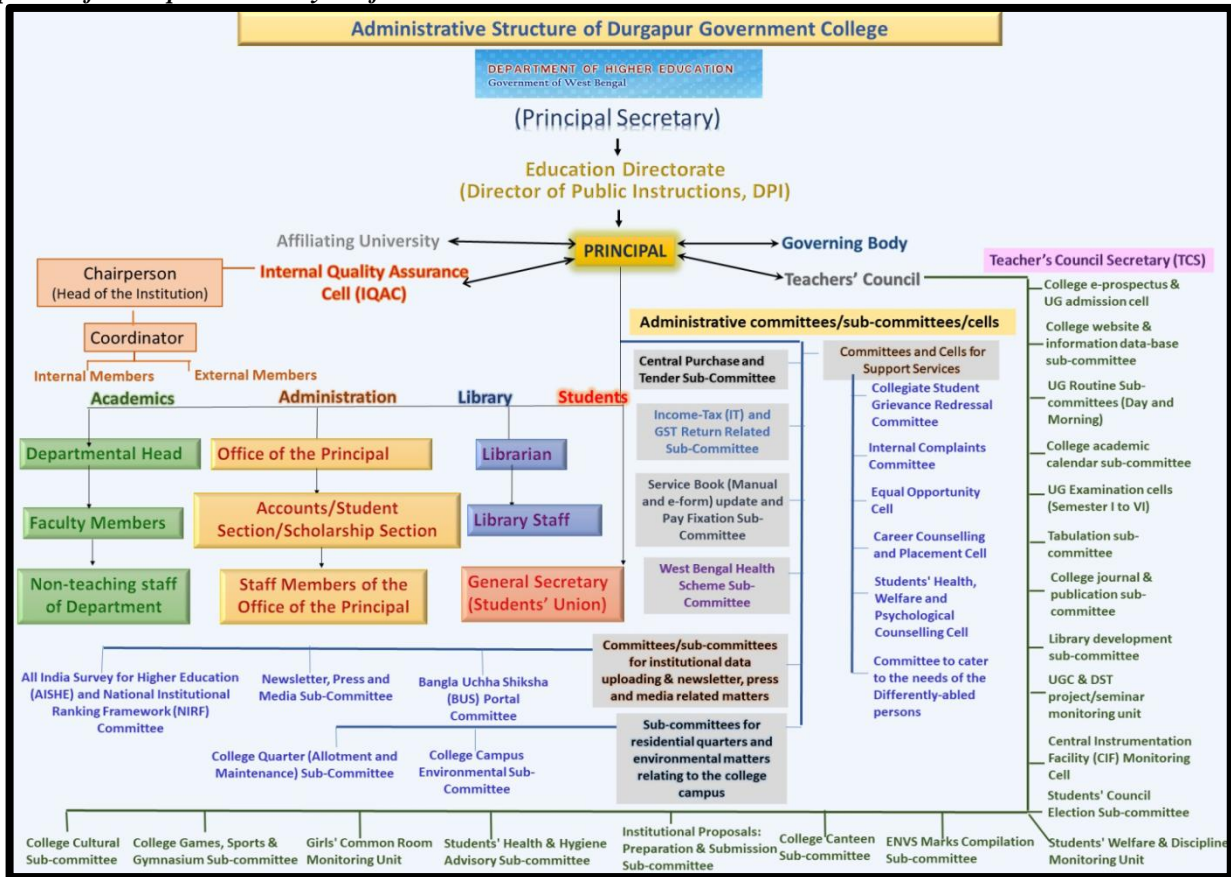 Administrative Structure of Durgapur Government College
DEPARTMENT OF HIGHER EDUCATION
Government of West Bengal
(Principal Secretary)
Education Directorate
(Director of Public Instructions, DPI)
Affiliating University
PRINCIPAL
Governing Body
Internal Quality Assurance
Cell (IQAC)
Teachers' Council
Chairperson
(Head of the Institution)
Coordinator
Internal Members
External Members
Teacher's Council Secretary (TCS)
Academics
Administration
Library
Students
Departmental Head
Faculty Members
Non-teaching staff
of Department
Office of the Principal
Accounts/Student
Section/Scholarship Section
Staff Members of the
Office of the Principal
Librarian
Library Staff
General Secretary
(Students' Union)
Administrative committees/sub-committees/cells
Central Purchase and
Tender Sub-Committee
Income-Tax (IT) and
GST Return Related
Sub-Committee
Service Book (Manual
and e-form) update and
Pay Fixation Sub-
Committee
West Bengal Health
Scheme Sub-
Committee
Committees/sub-committees
for institutional data
uploading & newsletter, press
and media related matters
Sub-committees for
residential quarters and
environmental matters
relating to the college
campus
Committees and Cells for
Support Services
Collegiate Student
Grievance Redressal
Committee
Internal Complaints
Committee
Equal Opportunity
Cell
Career Counselling
and Placement Cell
Students' Health,
Welfare and
Psychological
Counselling Cell
Committee to cater
to the needs of the
Differently-abled
persons
All India Survey for Higher Education
(AISHE) and National Institutional
Ranking Framework (NIRF)
Committee
Newsletter, Press and
Media Sub-Committee
Bangla Uchha Shiksha
(BUS) Portal
Committee
College Quarter (Allotment and
Maintenance) Sub-Committee
College Campus
Environmental Sub-
Committee
College e-prospectus &
UG admission cell
College website &
information data-base
sub-committee
UG Routine Sub-
committees (Day and
Morning)
College academic
calendar sub-committee
UG Examination cells
(Semester I to VI)
Tabulation sub-
committee
College journal &
publication sub-
committee
Library development
sub-committee
UGC & DST
project/seminar
monitoring unit
Central Instrumentation
Facility (CIF) Monitoring
Cell
Students' Council
Election Sub-committee
College Cultural
Sub-committee
College Games, Sports &
Gymnasium Sub-committee
Girls' Common Room
Monitoring Unit
Students' Health & Hygiene
Advisory Sub-committee
Institutional Proposals:
Preparation & Submission
Sub-committee
College Canteen
Sub-committee
ENVS Marks Compilation
Sub-committee
Students' Welfare & Discipline
Monitoring Unit